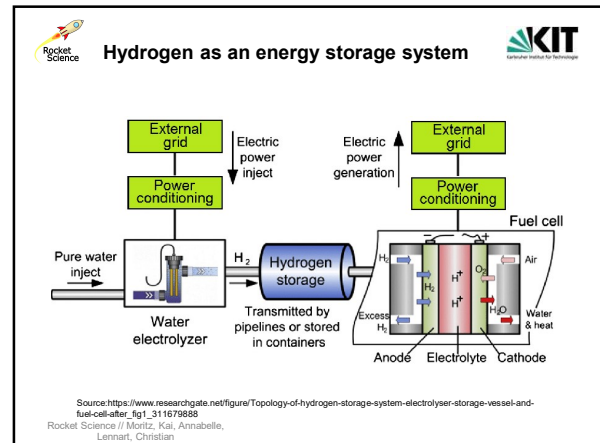 Rocket
Science
Hydrogen as an energy storage system
KIT
Karlsruher Institut für Technologie
External
grid
Electric
power
inject
Power
conditioning
External
grid
Electric
power
generation
Power
conditioning
Fuel cell
Pure water
inject
H2
Hydrogen
storage
Water
electrolyzer
Transmitted by
pipelines or stored
in containers
− +
H2
H2
H+
H+
O2
H2O
Air
Excess
H2
Water
& heat
Anode
Electrolyte
Cathode
Source:https://www.researchgate.net/figure/Topology-of-hydrogen-storage-system-electrolyser-storage-vessel-and-
fuel-cell-after_fig1_311679888
Rocket Science // Moritz, Kai, Annabelle,
Lennart, Christian